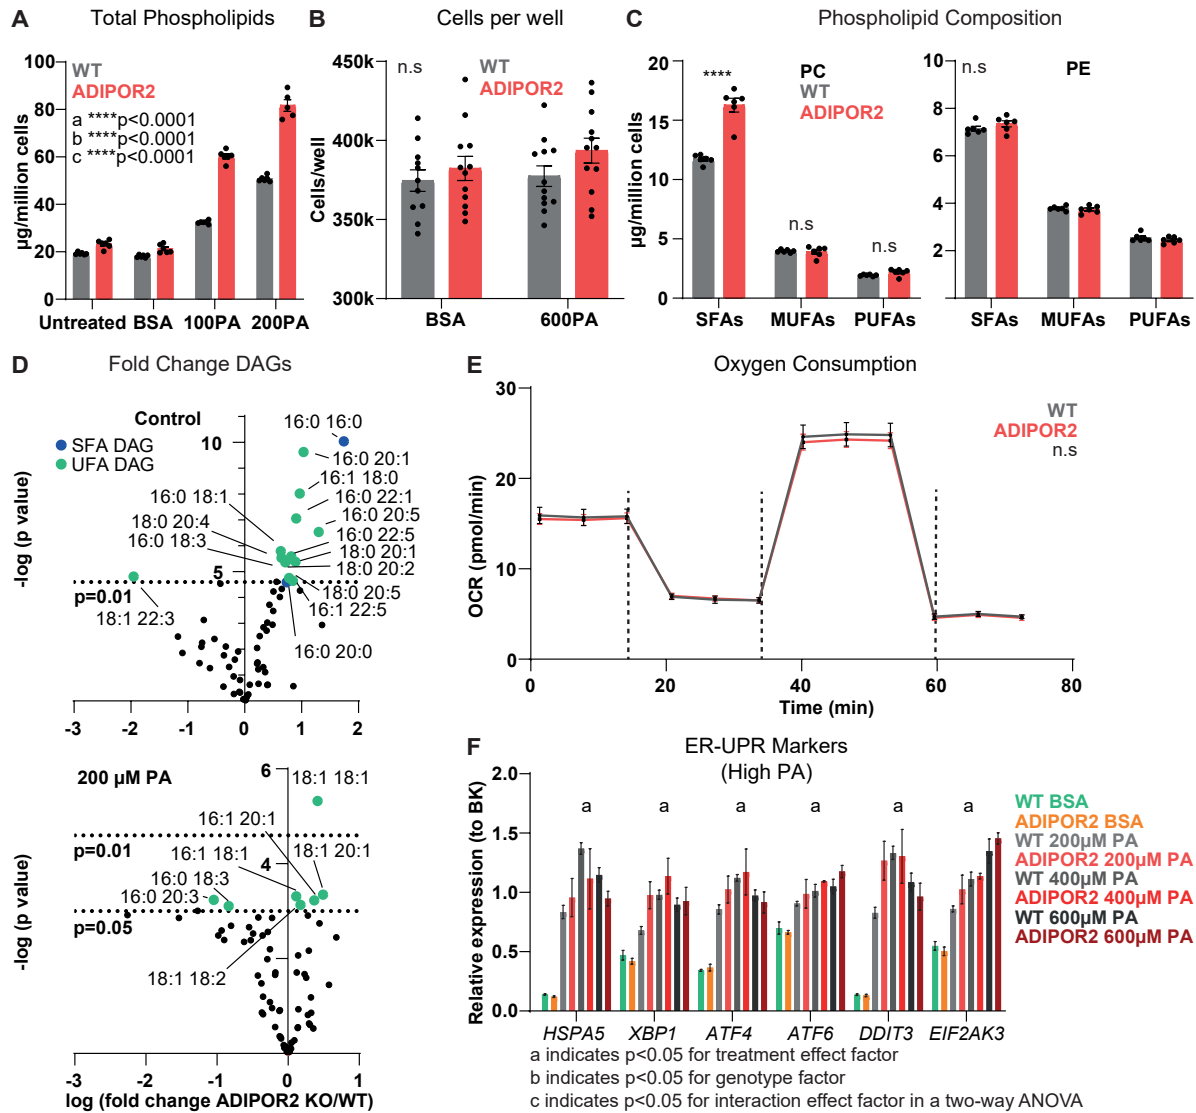 A
Total Phospholipids
WT
ADIPOR2
a ****p<0.0001
b ****p<0.0001
c ****p<0.0001
µg/million cells
100
80
60
40
20
0
Untreated BSA 100PA 200PA
B
Cells per well
n.s
WT
ADIPOR2
Cells/well
450k
400k
350k
300k
BSA 600PA
C
Phospholipid Composition
µg/million cells
20
15
10
5
0
****
PC
WT
ADIPOR2
n.s
n.s
SFAs MUFAs PUFAs
10
8
6
4
2
n.s
PE
SFAs MUFAs PUFAs
D
Fold Change DAGs
Control
SFA DAG
UFA DAG
-log (p value)
10
5
p=0.01
16:0 16:0
16:0 20:1
16:1 18:0
16:0 22:1
16:0 20:5
16:0 22:5
18:0 20:1
18:0 20:2
18:0 20:5
16:1 22:5
16:0 20:0
16:0 18:1
18:0 20:4
16:0 18:3
18:1 22:3
-3 -2 -1 0 1 2
200 µM PA
-log (p value)
6
4
p=0.01
p=0.05
18:1 18:1
16:1 20:1
16:1 18:1
18:1 20:1
16:0 18:3
16:0 20:3
18:1 18:2
-3 -1 0 1
log (fold change ADIPOR2 KO/WT)
E
Oxygen Consumption
WT
ADIPOR2
n.s
OCR (pmol/min)
30
20
10
0
0 20 40 60 80
Time (min)
F
ER-UPR Markers
(High PA)
Relative expression (to BK)
2.0
1.5
1.0
0.5
0.0
a a a a a a
HSPA5 XBP1 ATF4 ATF6 DDIT3 EIF2AK3
WT BSA
ADIPOR2 BSA
WT 200µM PA
ADIPOR2 200µM PA
WT 400µM PA
ADIPOR2 400µM PA
WT 600µM PA
ADIPOR2 600µM PA
a indicates p<0.05 for treatment effect factor
b indicates p<0.05 for genotype factor
c indicates p<0.05 for interaction effect factor in a two-way ANOVA